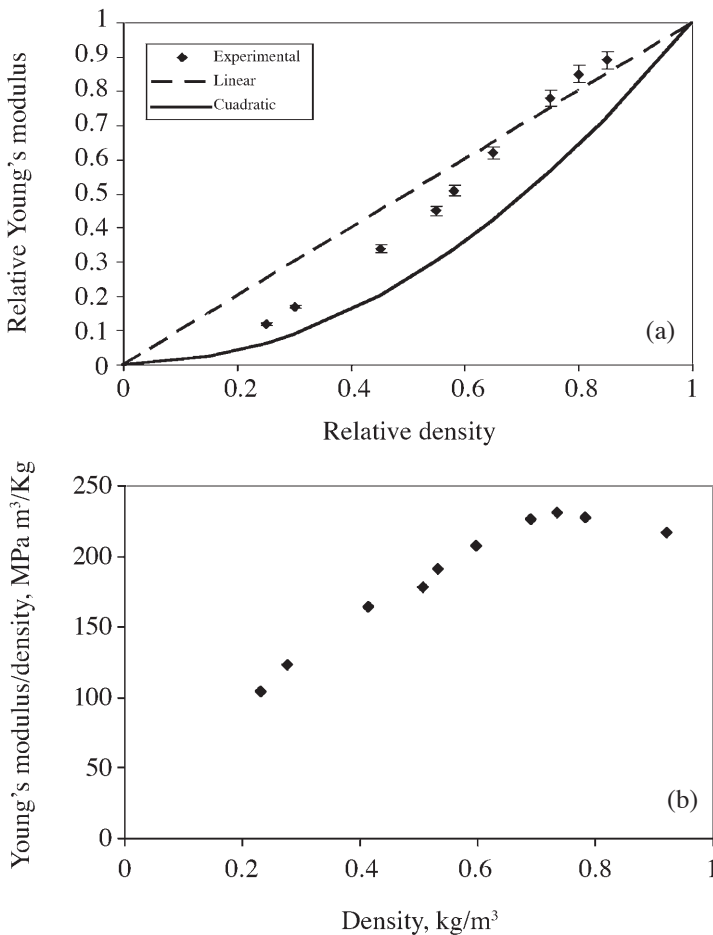 Relative Young's modulus
1
0.9
0.8
0.7
0.6
0.5
0.4
0.3
0.2
0.1
0
Experimental
Linear
Cuadratic
(a)
0 0.2 0.4 0.6 0.8 1
Relative density
Young's modulus/density, MPa m³/Kg
250
200
150
100
50
0
(b)
0 0.2 0.4 0.6 0.8 1
Density, kg/m³